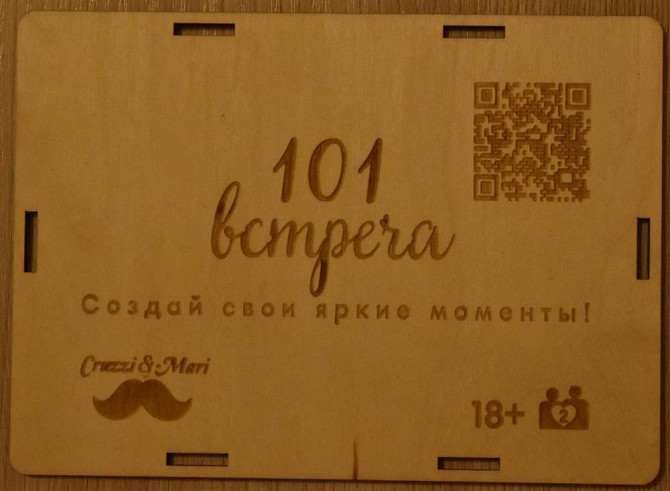 101
встреча
Создай свои яркие моменты!
Cruzzi & Mari
18+ 2